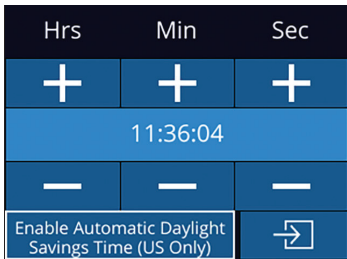 Hrs Min Sec
+ + +
11:36:04
− − −
Enable Automatic Daylight
Savings Time (US Only)